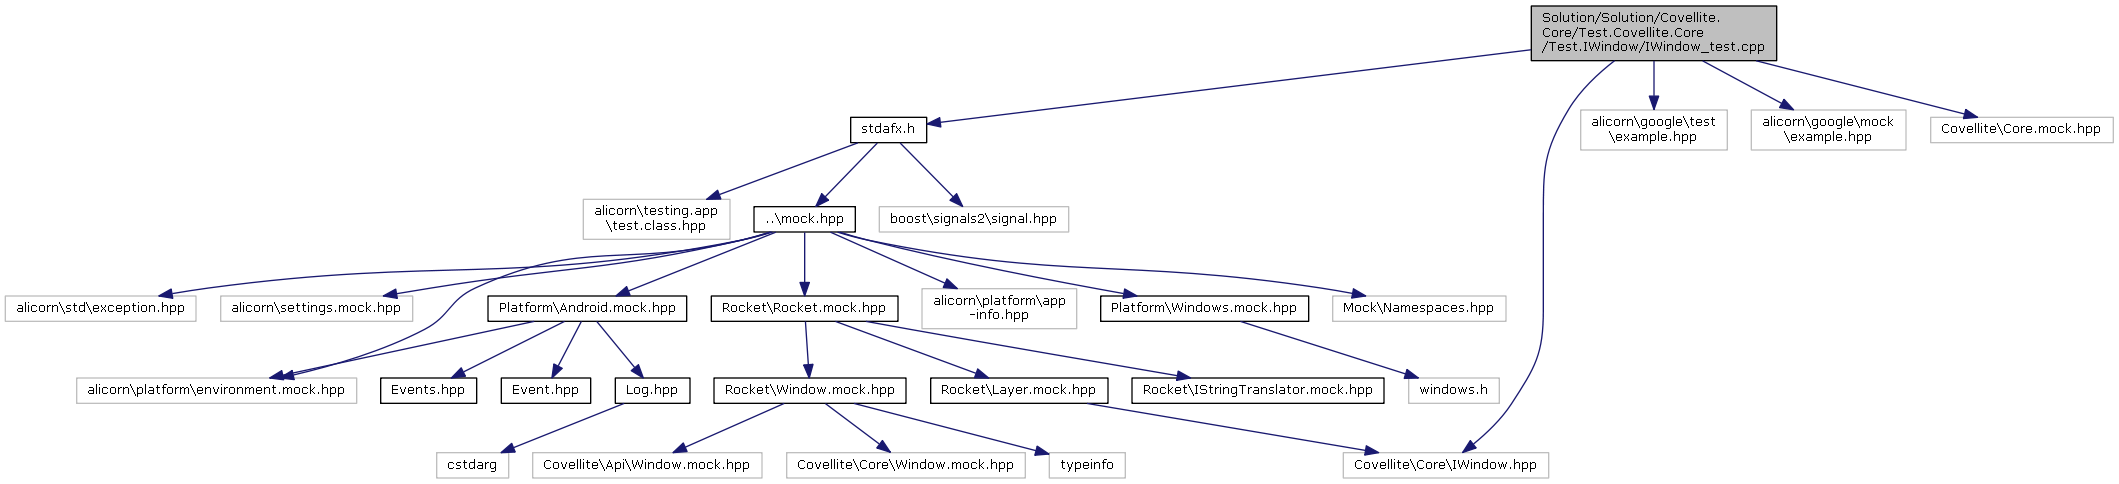 Solution/Solution/Covellite.
Core/Test.Covellite.Core
/Test.IWindow/IWindow_test.cpp
stdafx.h
alicorn\google\test
\example.hpp
alicorn\google\mock
\example.hpp
Covellite\Core.mock.hpp
alicorn\testing.app
\test.class.hpp
..\mock.hpp
boost\signals2\signal.hpp
alicorn\std\exception.hpp
alicorn\settings.mock.hpp
Platform\Android.mock.hpp
Rocket\Rocket.mock.hpp
alicorn\platform\app
-info.hpp
Platform\Windows.mock.hpp
Mock\Namespaces.hpp
alicorn\platform\environment.mock.hpp
Events.hpp
Event.hpp
Log.hpp
Rocket\Window.mock.hpp
Rocket\Layer.mock.hpp
Rocket\IStringTranslator.mock.hpp
windows.h
cstdarg
Covellite\Api\Window.mock.hpp
Covellite\Core\Window.mock.hpp
typeinfo
Covellite\Core\IWindow.hpp